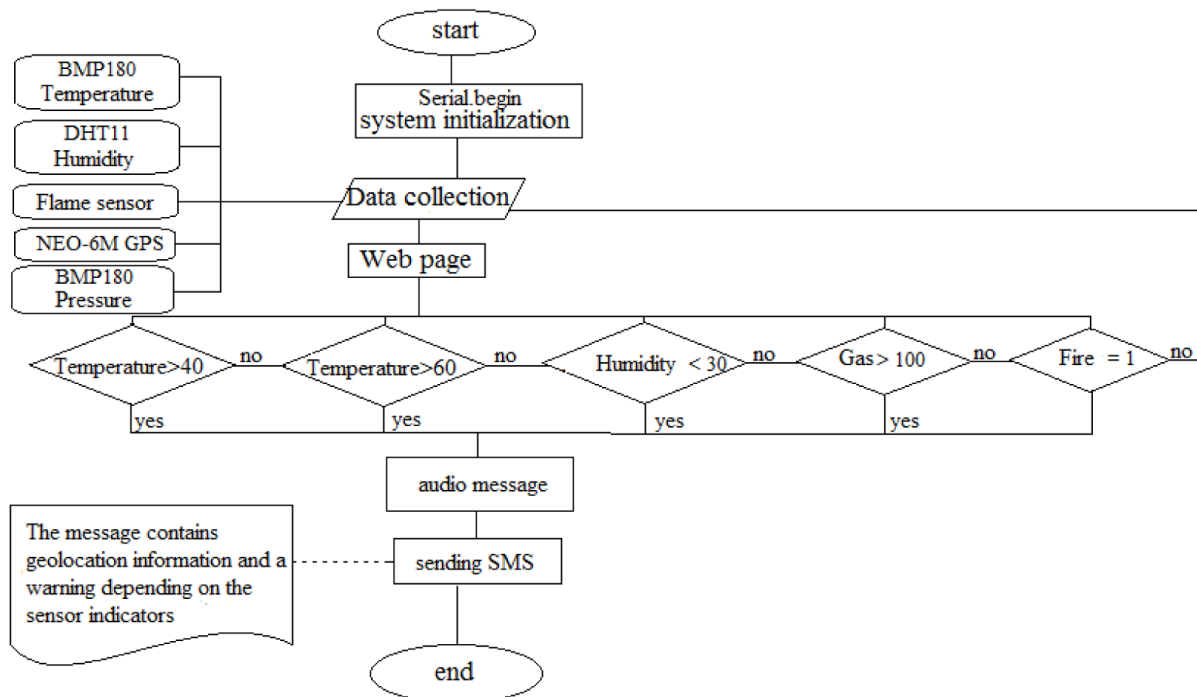 start
BMP180
Temperature
Serial.begin
system initialization
DHT11
Humidity
Flame sensor
Data collection
NEO-6M GPS
Web page
BMP180
Pressure
Temperature>40
no
Temperature>60
no
Humidity < 30
no
Gas> 100
no
Fire = 1
no
yes
yes
yes
yes
audio message
The message contains
geolocation information and a
warning depending on the
sensor indicators
sending SMS
end